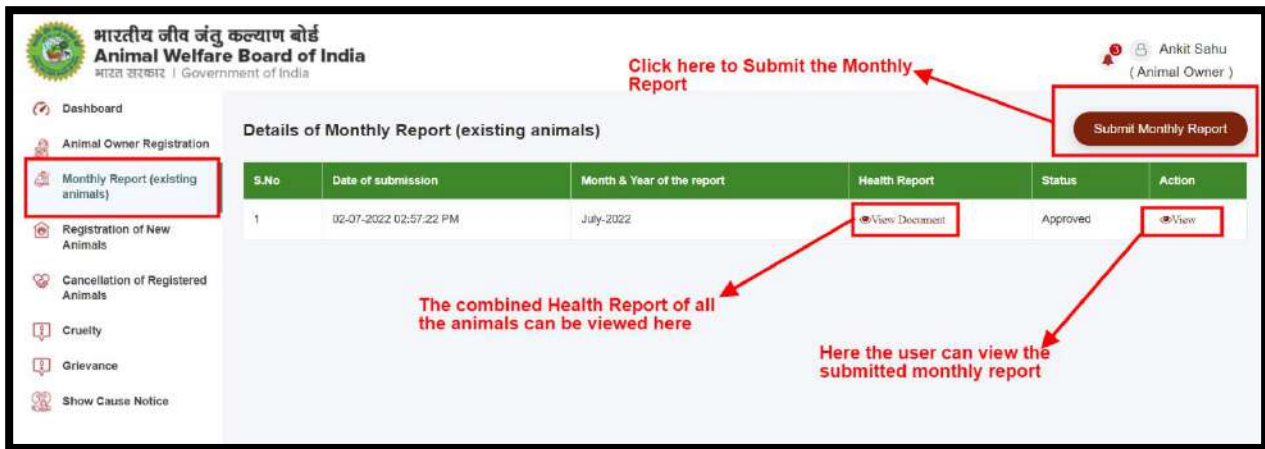 भारतीय जीव जंतु कल्याण बोर्ड
Animal Welfare Board of India
भारत सरकार | Government of India
3
Ankit Sahu
( Animal Owner )
Click here to Submit the Monthly
Report
Dashboard
Animal Owner Registration
Monthly Report (existing
animals)
Registration of New
Animals
Cancellation of Registered
Animals
Cruelty
Grievance
Show Cause Notice
Details of Monthly Report (existing animals)
Submit Monthly Report
S.No Date of submission Month & Year of the report Health Report Status Action
1 02-07-2022 02:57:22 PM July-2022 View Document Approved View
The combined Health Report of all
the animals can be viewed here
Here the user can view the
submitted monthly report